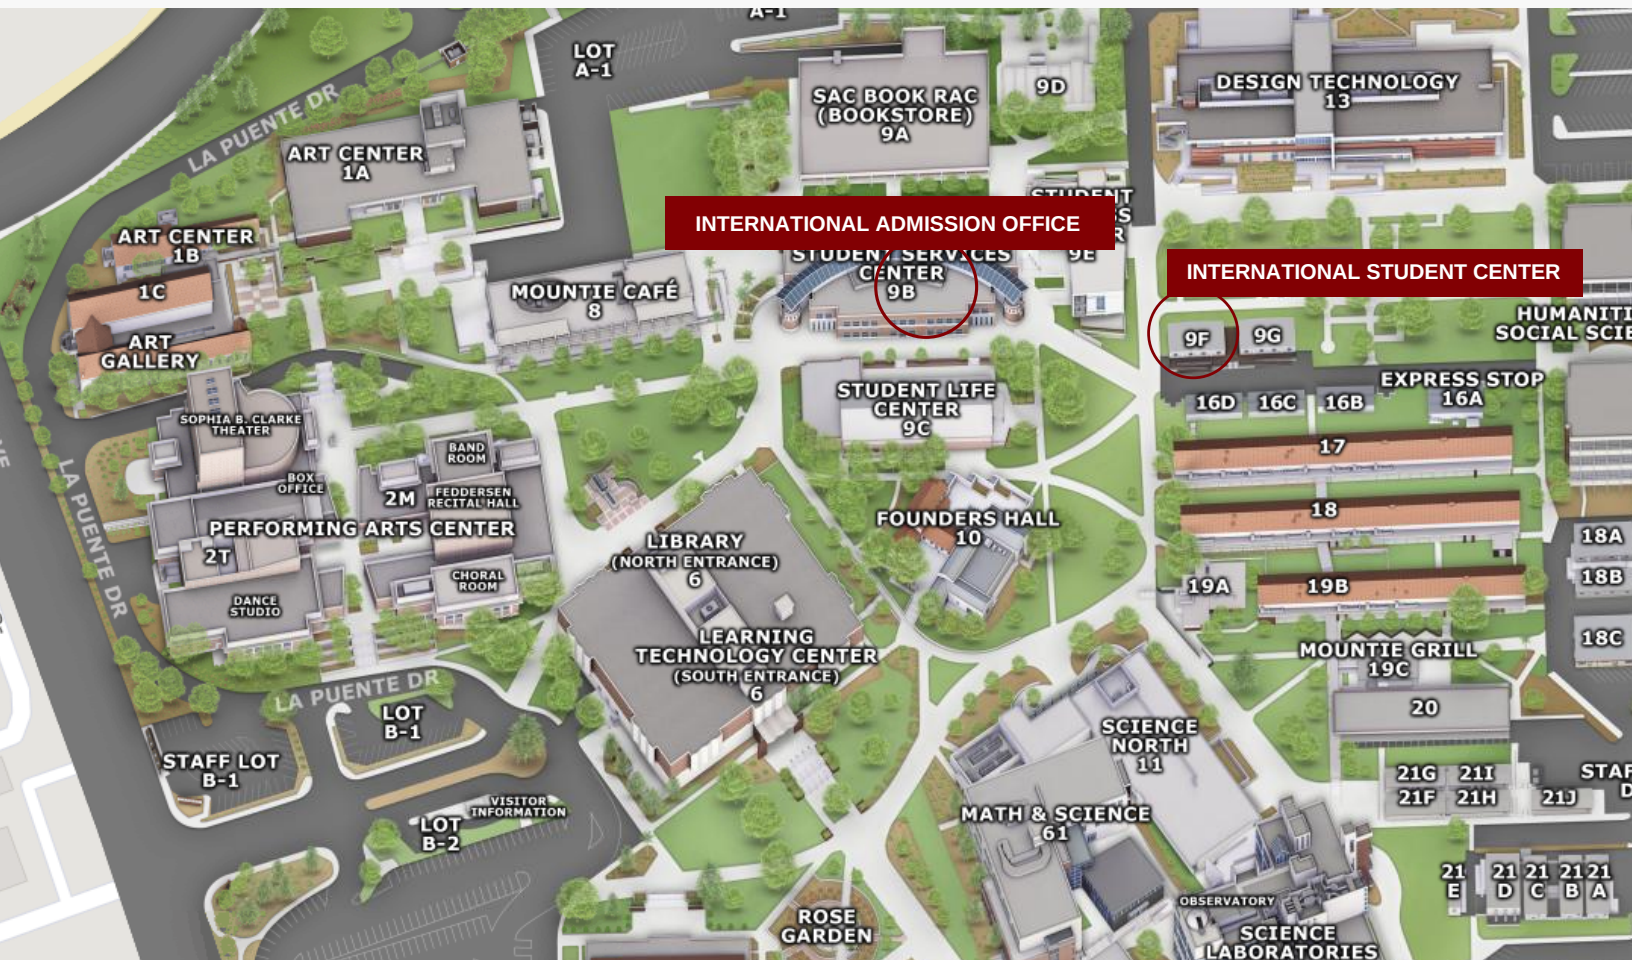 A-1
LOT
A-1
SAC BOOK RAC
(BOOKSTORE)
9A
9D
DESIGN TECHNOLOGY
13
LA PUENTE DR
ART CENTER
1A
STUDENT
INTERNATIONAL ADMISSION OFFICE
ART CENTER
1B
STUDENT SERVICES
CENTER
9B
9E
INTERNATIONAL STUDENT CENTER
1C
MOUNTIE CAFÉ
8
ART
GALLERY
9F
9G
SOCIAL
EXPRESS STOP
16A
16D
16C
16B
STUDENT LIFE
CENTER
9C
SOPHIA B. CLARKE
THEATER
BAND
ROOM
17
BOX
OFFICE
2M
FEDDERSEN
RECITAL HALL
PERFORMING ARTS CENTER
2T
LA PUENTE DR
CHORAL
ROOM
DANCE
STUDIO
FOUNDERS HALL
10
18
18A
18B
18C
LIBRARY
(NORTH ENTRANCE)
6
19A
19B
LEARNING
TECHNOLOGY CENTER
(SOUTH ENTRANCE)
6
MOUNTIE GRILL
19C
LA PUENTE DR
LOT
B-1
20
STAFF LOT
B-1
SCIENCE
NORTH
11
21G
21I
21F
21H
21J
VISITOR
INFORMATION
LOT
B-2
MATH & SCIENCE
61
21
E
21
D
21
C
21
B
21
A
OBSERVATORY
ROSE
GARDEN
SCIENCE
LABORATORIES